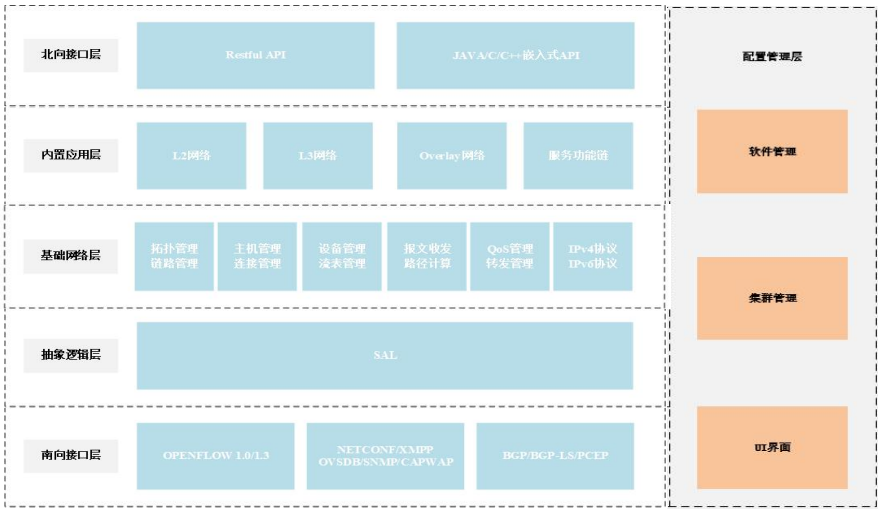 北向接口层
Restful API
JAVA/C/C++嵌入式API
配置管理层
内置应用层
L2网络
L3网络
Overlay网络
服务功能链
软件管理
基础网络层
拓扑管理
链路管理
主机管理
连接管理
设备管理
流表管理
报文收发
路径计算
QoS管理
转发管理
IPv4协议
IPv6协议
集群管理
抽象逻辑层
SAL
南向接口层
OPENFLOW 1.0/1.3
NETCONF/XMPP
OVSDB/SNMP/CAPWAP
BGP/BGP-LS/PCEP
UI界面